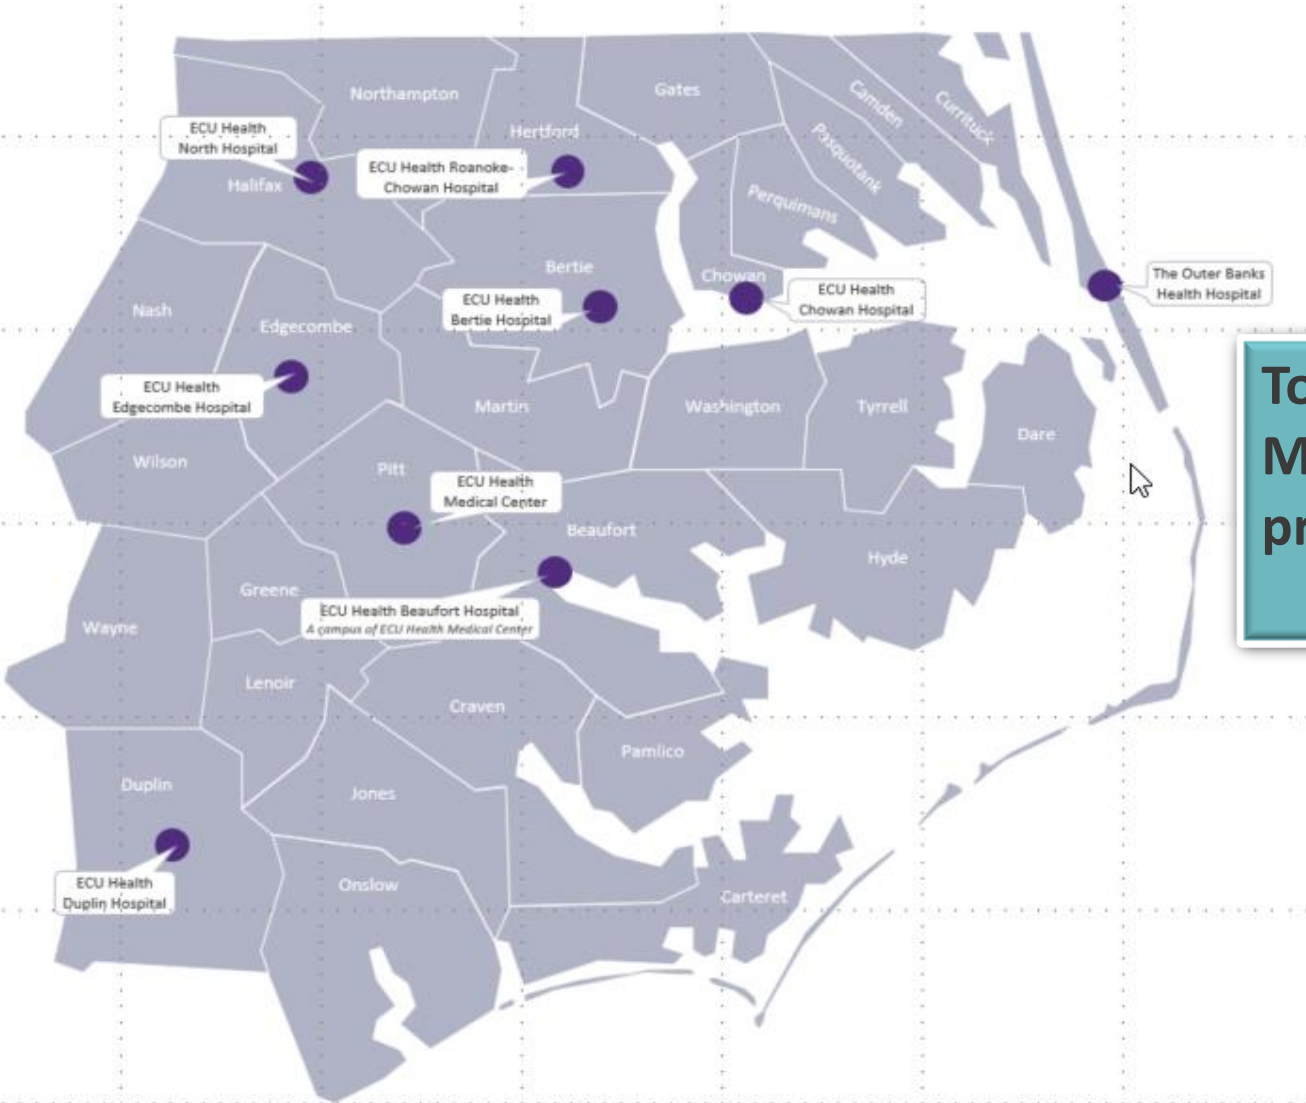 Northampton
Gates
Camden
Currituck
ECU Health
North Hospital
Hertford
Pasquotank
ECU Health Roanoke-
Chowan Hospital
Halifax
Perquimans
Bertie
Chowan
The Outer Banks
Health Hospital
ECU Health
Chowan Hospital
ECU Health
Bertie Hospital
Nash
Edgecombe
ECU Health
Edgecombe Hospital
Martin
Washington
Tyrrell
Dare
Wilson
Pitt
ECU Health
Medical Center
Beaufort
Hyde
Greene
ECU Health Beaufort Hospital
A campus of ECU Health Medical Center
Wayne
Lenoir
Craven
Pamlico
Duplin
Jones
ECU Health
Duplin Hospital
Onslow
Carteret
To
M
pr